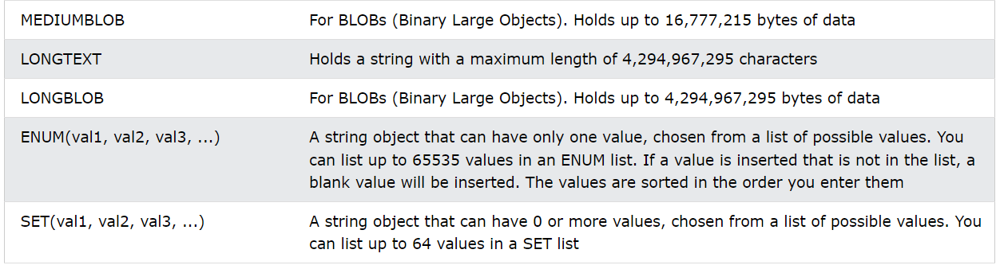 MEDIUMBLOB For BLOBs (Binary Large Objects). Holds up to 16,777,215 bytes of data
LONGTEXT Holds a string with a maximum length of 4,294,967,295 characters
LONGBLOB For BLOBs (Binary Large Objects). Holds up to 4,294,967,295 bytes of data
ENUM(val1, val2, val3, ...) A string object that can have only one value, chosen from a list of possible values. You
can list up to 65535 values in an ENUM list. If a value is inserted that is not in the list, a
blank value will be inserted. The values are sorted in the order you enter them
SET(val1, val2, val3, ...) A string object that can have 0 or more values, chosen from a list of possible values. You
can list up to 64 values in a SET list